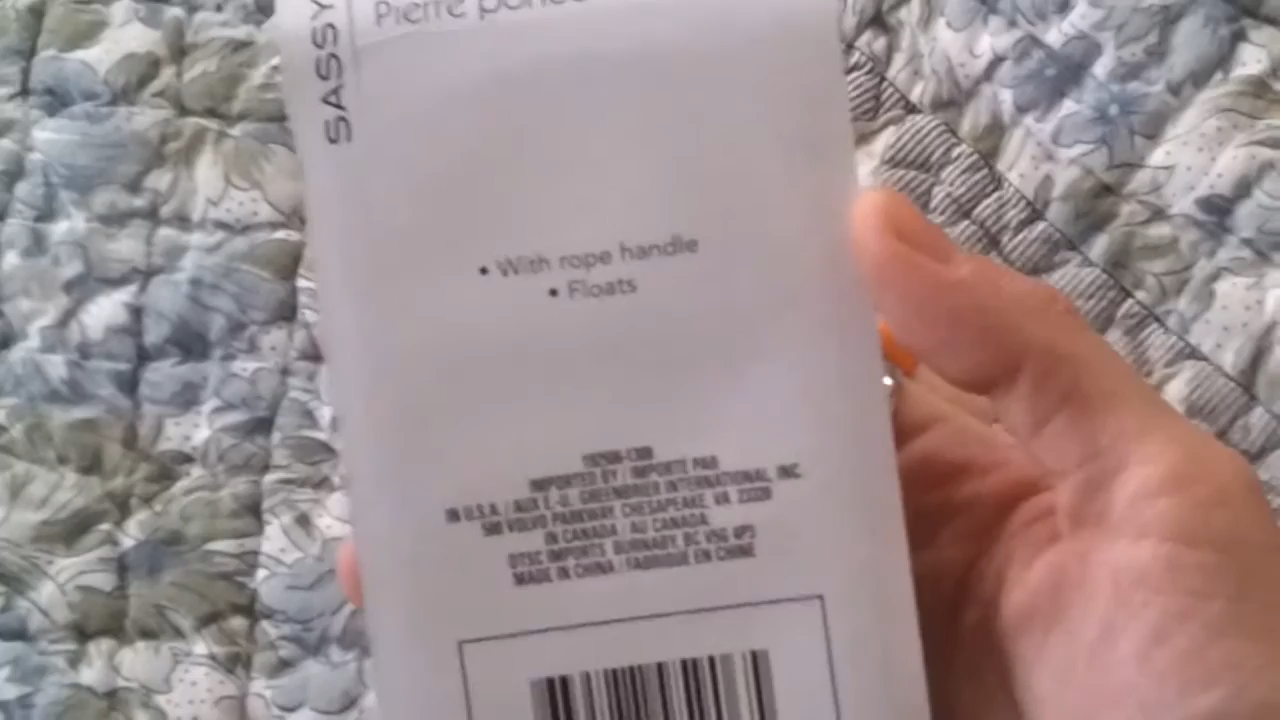 SASSY
Pierre
• With rope handle
• Floats
IMPORTED BY / IMPORTÉ PAR
IN U.S.A. / AUX É.-U. GREENBRIER INTERNATIONAL, INC.
500 VOLVO PARKWAY, CHESAPEAKE, VA 23320
IN CANADA / AU CANADA:
DTSC IMPORTS BURNABY, BC V5G 4P3
MADE IN CHINA / FABRIQUÉ EN CHINE